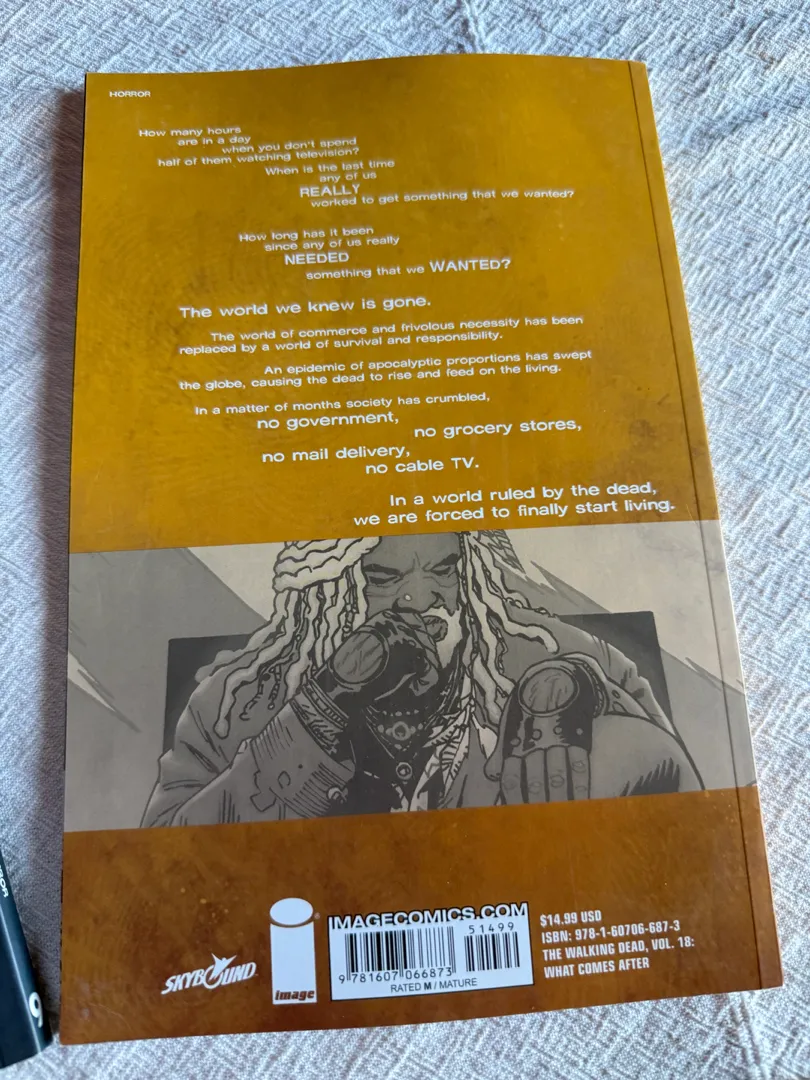 HORROR
How many hours
are in a day
when you don't spend
half of them watching television?
When is the last time
any of us
REALLY
worked to get something that we wanted?
How long has it been
since any of us really
NEEDED
something that we WANTED?
The world we knew is gone.
The world of commerce and frivolous necessity has been
replaced by a world of survival and responsibility.
An epidemic of apocalyptic proportions has swept
the globe, causing the dead to rise and feed on the living.
In a matter of months society has crumbled,
no government,
no grocery stores,
no mail delivery,
no cable TV.
In a world ruled by the dead,
we are forced to finally start living.
SKYBOUND
image
IMAGECOMICS.COM
51499
9 781607 066873
RATED M / MATURE
$14.99 USD
ISBN: 978-1-60706-687-3
THE WALKING DEAD, VOL. 18:
WHAT COMES AFTER
9